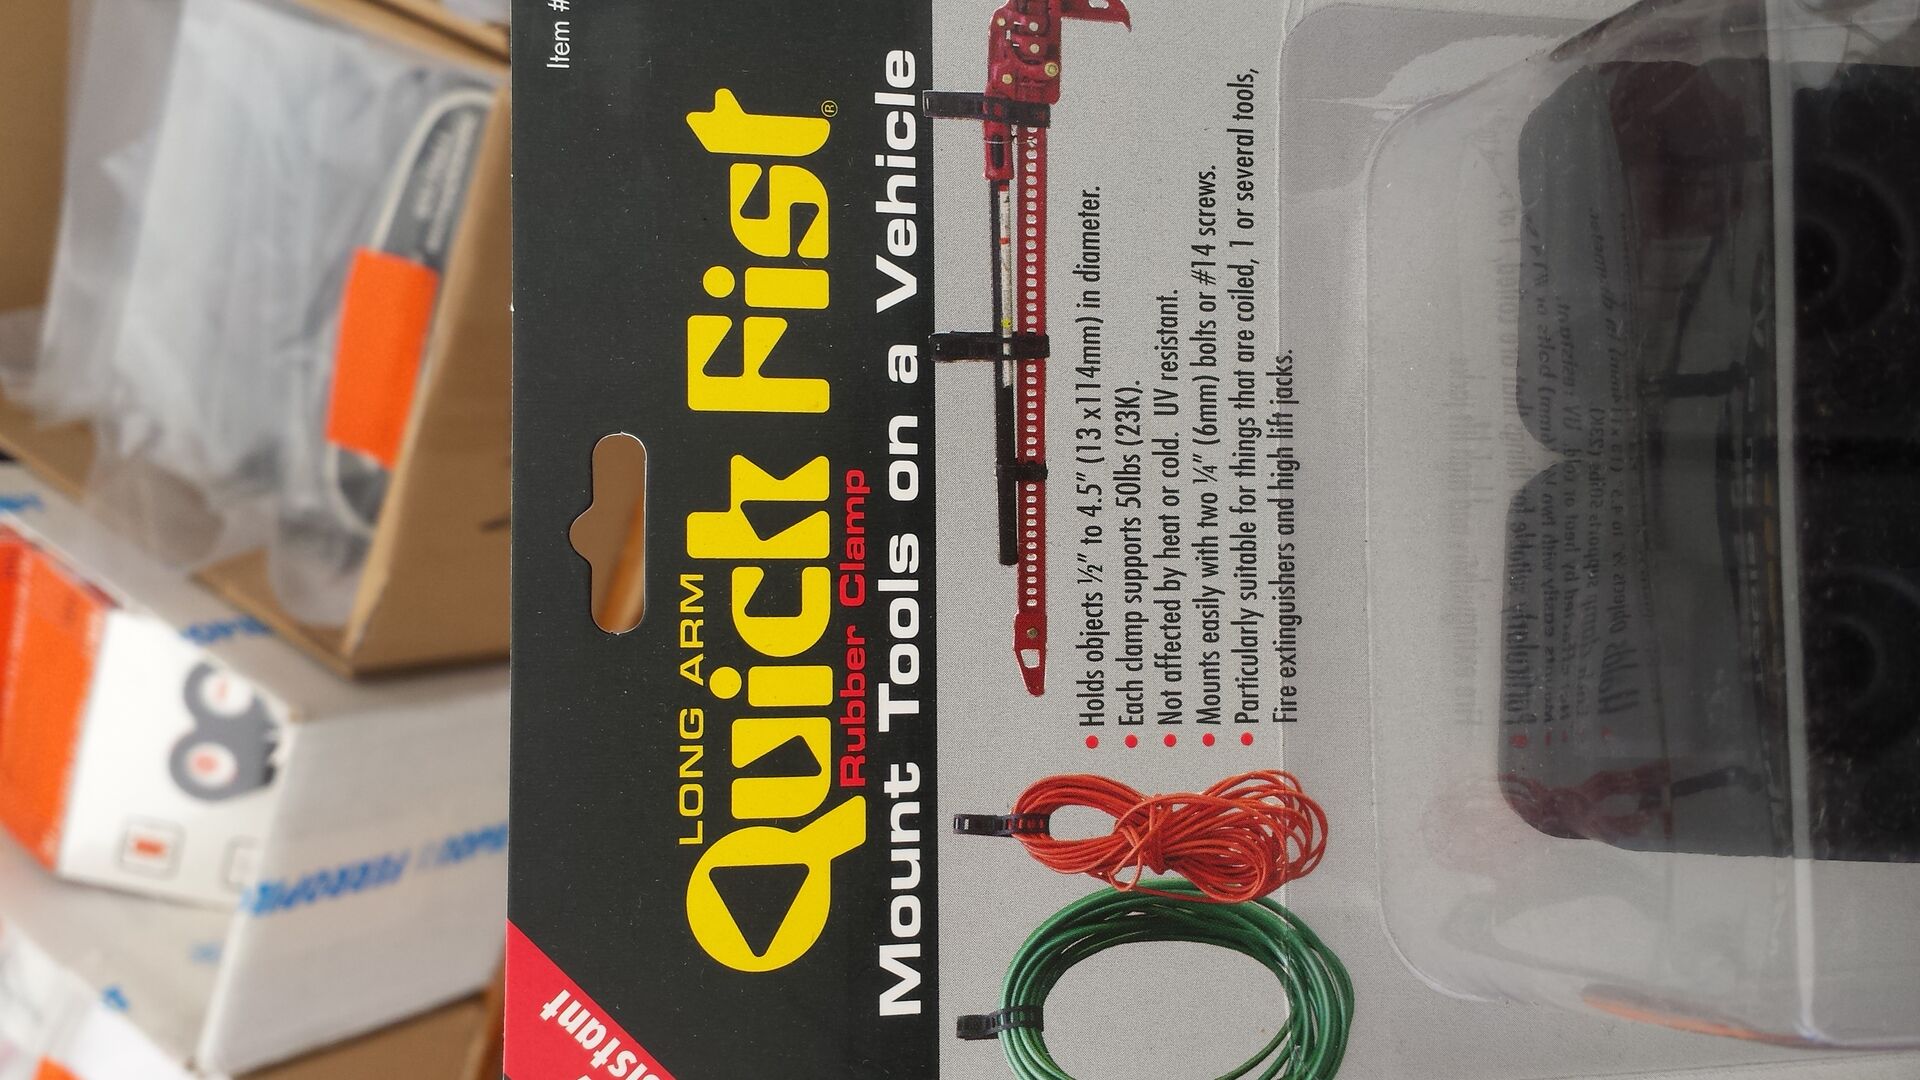 Item #
LONG ARM
Quick Fist®
Rubber Clamp
Mount Tools on a Vehicle
• Holds objects ½" to 4.5" (13 x114mm) in diameter.
• Each clamp supports 50lbs (23K).
• Not affected by heat or cold. UV resistant.
• Mounts easily with two ¼" (6mm) bolts or #14 screws.
• Particularly suitable for things that are coiled, 1 or several tools,
Fire extinguishers and high lift jacks.